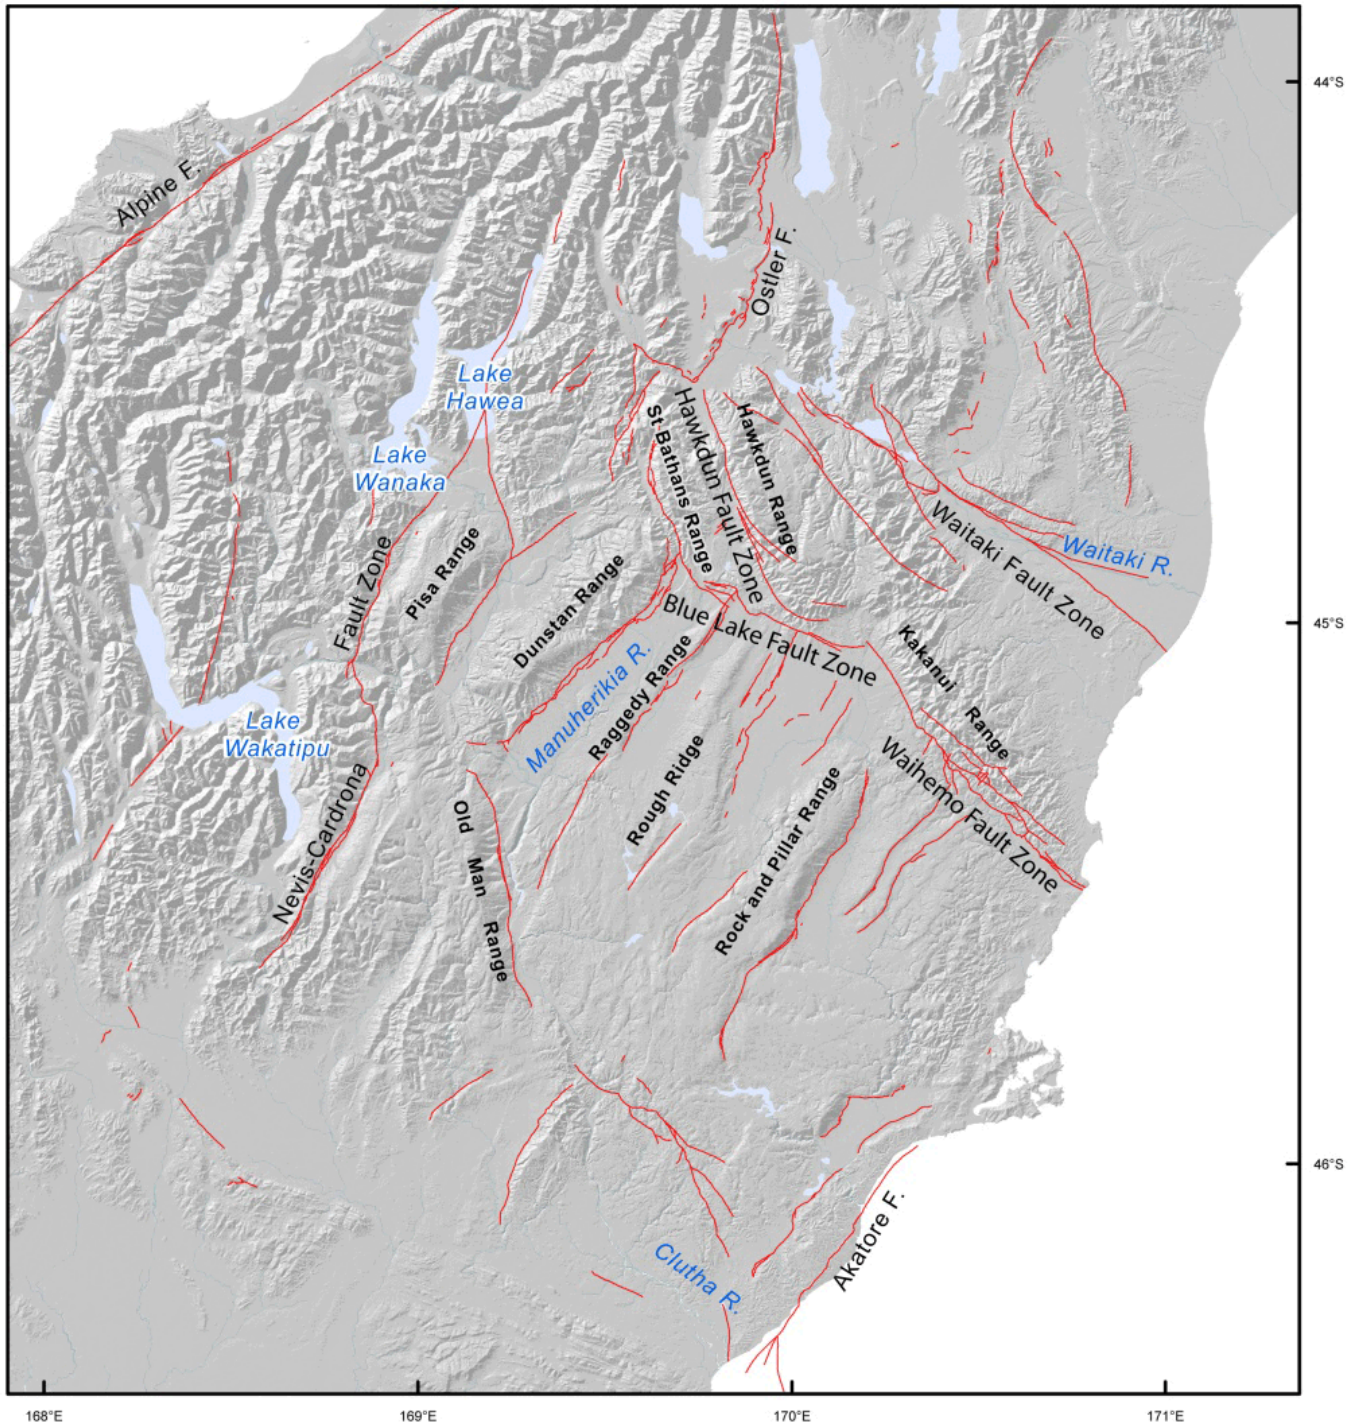 44°S
Alpine F.
Ostler F.
Lake
Hawea
Hawkdun Fault Zone
St Bathans Range
Hawkdun Range
Lake
Wanaka
Waitaki Fault Zone
Waitaki R.
Pisa Range
Dunstan Range
Blue Lake Fault Zone
45°S
Kakanui
Range
Manuherikia R.
Raggedy Range
Lake
Wakatipu
Rough Ridge
Rock and Pillar Range
Waihemo Fault Zone
Nevis-Cardrona
Fault Zone
Old Man Range
46°S
Akatore F.
Clutha R.
168°E
169°E
170°E
171°E